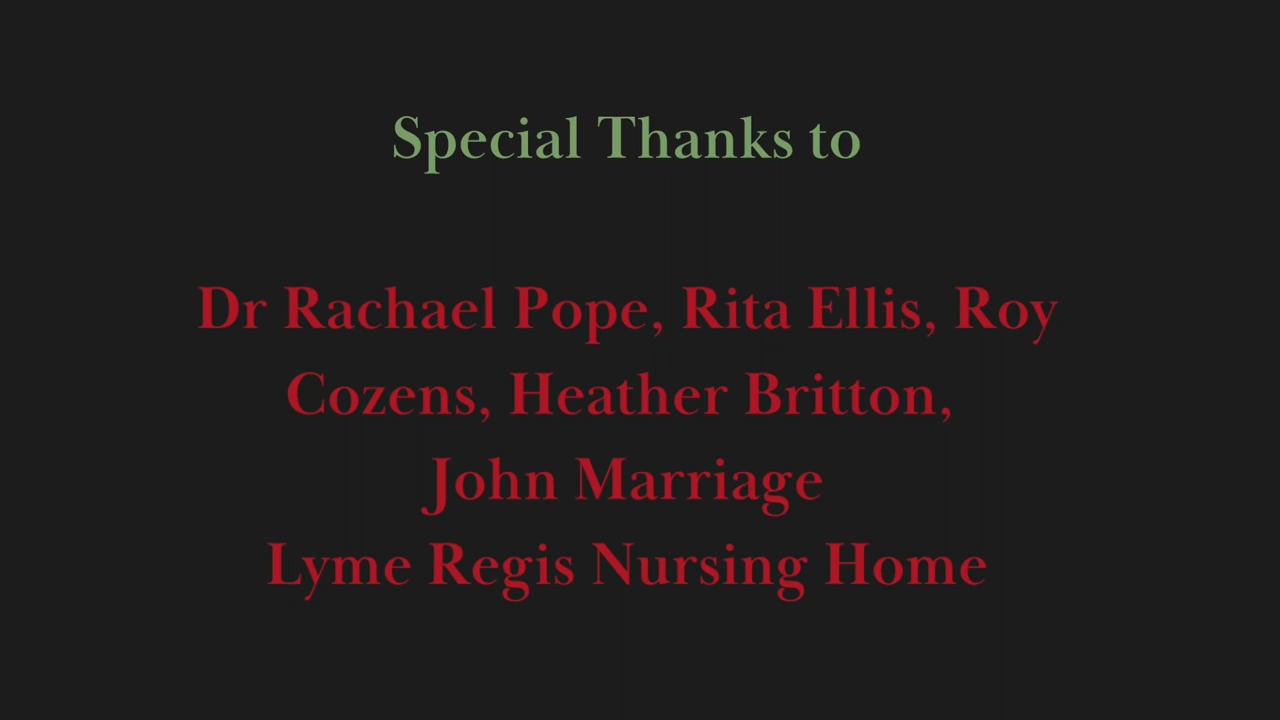 Special Thanks to
Dr Rachael Pope, Rita Ellis, Roy
Cozens, Heather Britton,
John Marriage
Lyme Regis Nursing Home